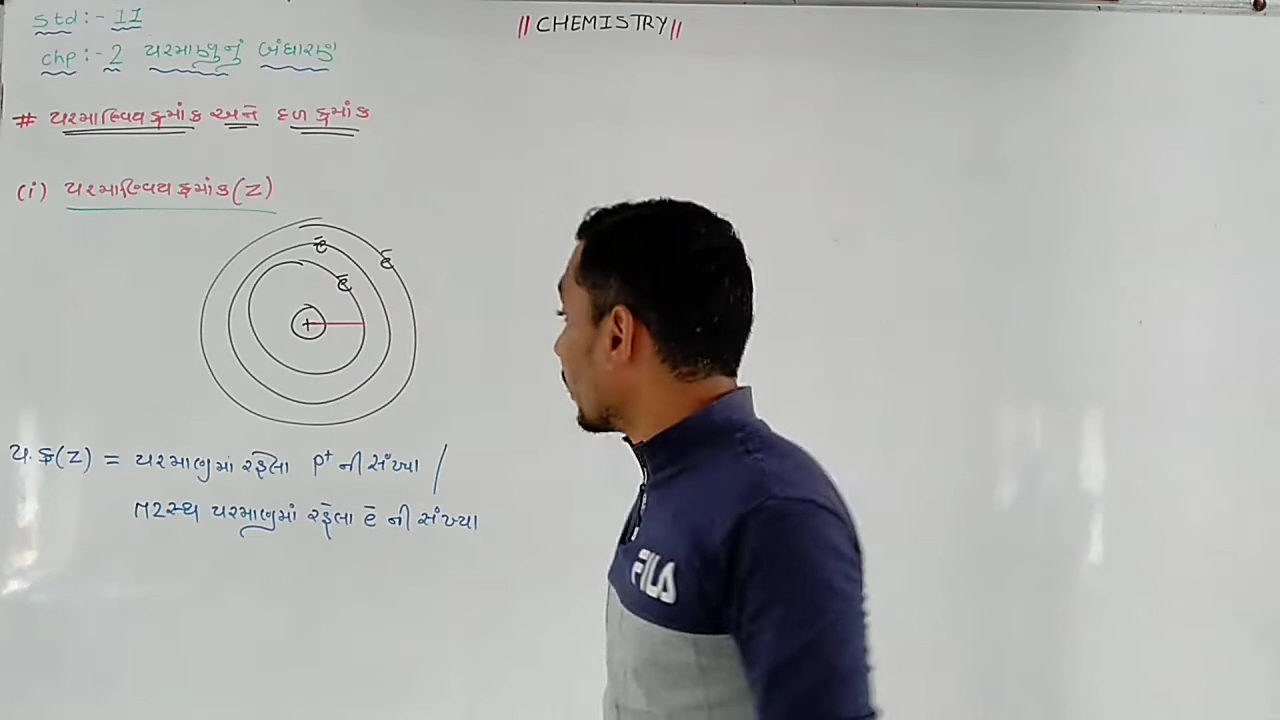 std :- 11
|| CHEMISTRY ||
chp :- 2 પરમાણુનું બંધારણ
# પરમાણ્વિય ક્રમાંક અને દળ ક્રમાંક
(i) પરમાણ્વિય ક્રમાંક (Z)
e̅
e̅
e̅
+
પ.ક્ર(Z) = પરમાણુમાં રહેલા p⁺ ની સંખ્યા /
તટસ્થ પરમાણુમાં રહેલા e̅ ની સંખ્યા
FILA